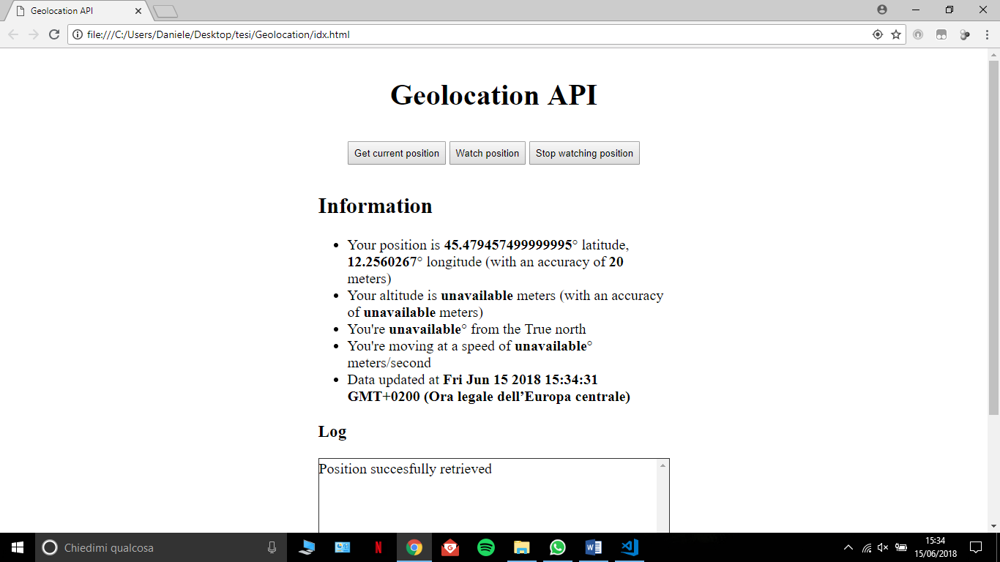 Geolocation API
file:///C:/Users/Daniele/Desktop/tesi/Geolocation/idx.html
Geolocation API
Get current position Watch position Stop watching position
Information
• Your position is 45.479457499999995° latitude,
12.2560267° longitude (with an accuracy of 20
meters)
• Your altitude is unavailable meters (with an accuracy
of unavailable meters)
• You're unavailable° from the True north
• You're moving at a speed of unavailable°
meters/second
• Data updated at Fri Jun 15 2018 15:34:31
GMT+0200 (Ora legale dell’Europa centrale)
Log
Position succesfully retrieved
Chiedimi qualcosa
15:34
15/06/2018